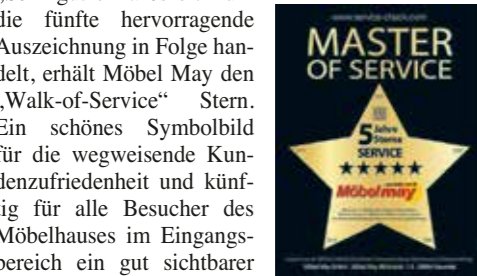 die fünfte hervorragende
Auszeichnung in Folge han-
delt, erhält Möbel May den
„Walk-of-Service“ Stern.
Ein schönes Symbolbild
für die wegweisende Kun-
denzufriedenheit und künf-
tig für alle Besucher des
Möbelhauses im Eingangs-
bereich ein gut sichtbarer
www.service-check.com
MASTER
OF SERVICE
5 Jahre
Sterne
SERVICE
Möbel may